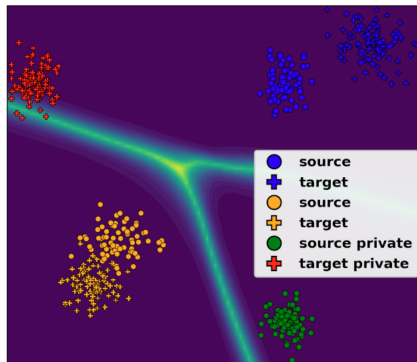 source
target
source
target
source private
target private